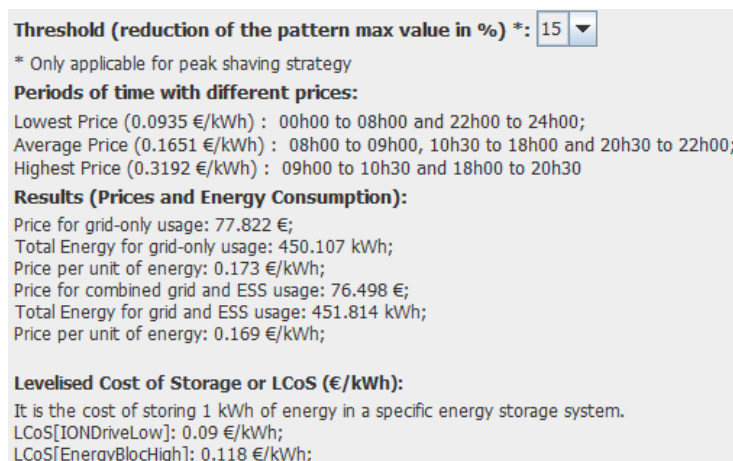 Threshold (reduction of the pattern max value in %) *: 15
* Only applicable for peak shaving strategy
Periods of time with different prices:
Lowest Price (0.0935 €/kWh) : 00h00 to 08h00 and 22h00 to 24h00;
Average Price (0.1651 €/kWh) : 08h00 to 09h00, 10h30 to 18h00 and 20h30 to 22h00;
Highest Price (0.3192 €/kWh) : 09h00 to 10h30 and 18h00 to 20h30
Results (Prices and Energy Consumption):
Price for grid-only usage: 77.822 €;
Total Energy for grid-only usage: 450.107 kWh;
Price per unit of energy: 0.173 €/kWh;
Price for combined grid and ESS usage: 76.498 €;
Total Energy for grid and ESS usage: 451.814 kWh;
Price per unit of energy: 0.169 €/kWh;
Levelised Cost of Storage or LCoS (€/kWh):
It is the cost of storing 1 kWh of energy in a specific energy storage system.
LCoS[IONDriveLow]: 0.09 €/kWh;
LCoS[EnergyBlocHigh]: 0.118 €/kWh;